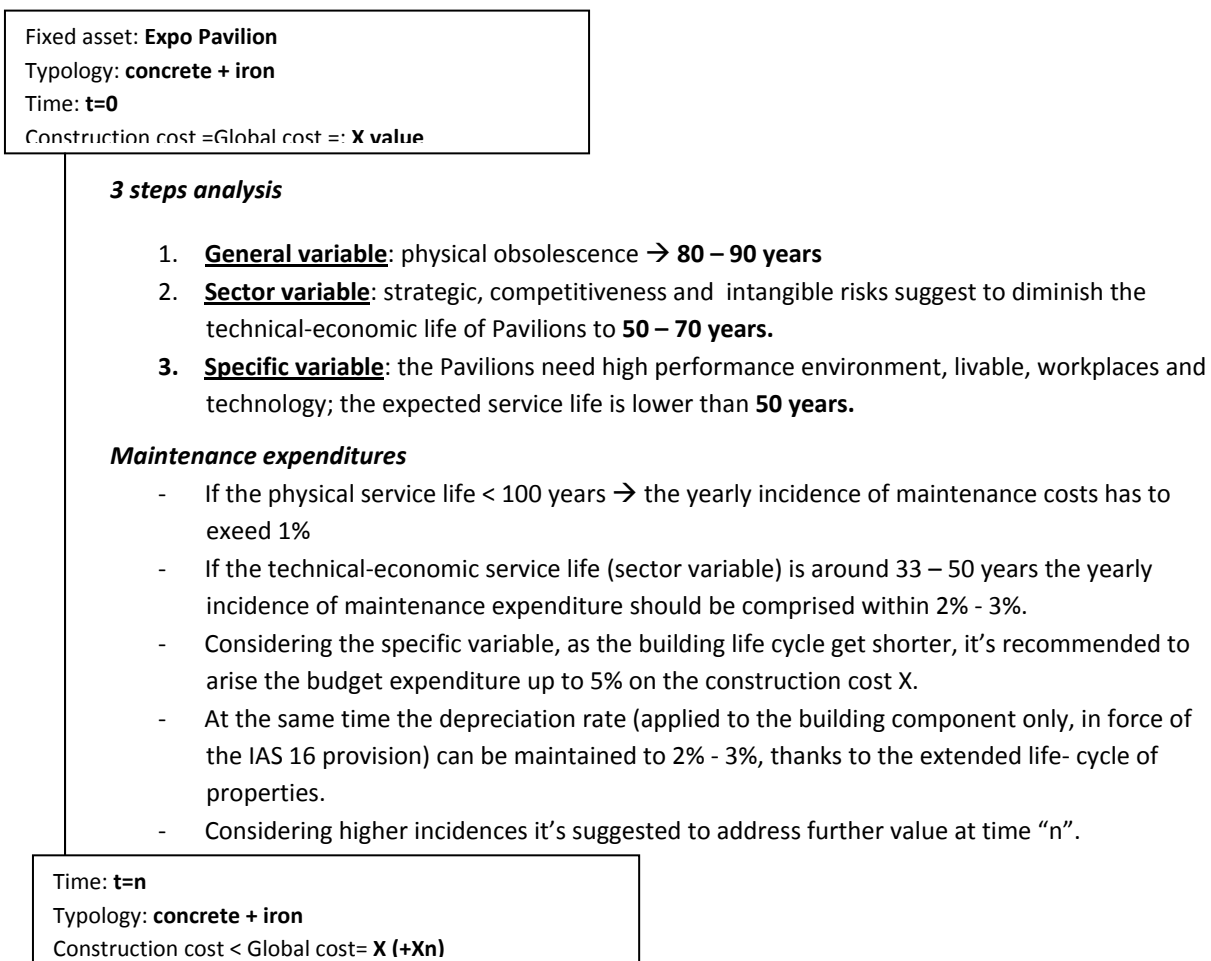 Fixed asset: Expo Pavilion
Typology: concrete + iron
Time: t=0
Construction cost =Global cost =: X value
3 steps analysis
1. General variable: physical obsolescence → 80 – 90 years
2. Sector variable: strategic, competitiveness and intangible risks suggest to diminish the
technical-economic life of Pavilions to 50 – 70 years.
3. Specific variable: the Pavilions need high performance environment, livable, workplaces and
technology; the expected service life is lower than 50 years.
Maintenance expenditures
- If the physical service life < 100 years → the yearly incidence of maintenance costs has to
exeed 1%
- If the technical-economic service life (sector variable) is around 33 – 50 years the yearly
incidence of maintenance expenditure should be comprised within 2% - 3%.
- Considering the specific variable, as the building life cycle get shorter, it's recommended to
arise the budget expenditure up to 5% on the construction cost X.
- At the same time the depreciation rate (applied to the building component only, in force of
the IAS 16 provision) can be maintained to 2% - 3%, thanks to the extended life- cycle of
properties.
- Considering higher incidences it's suggested to address further value at time "n".
Time: t=n
Typology: concrete + iron
Construction cost < Global cost= X (+Xn)